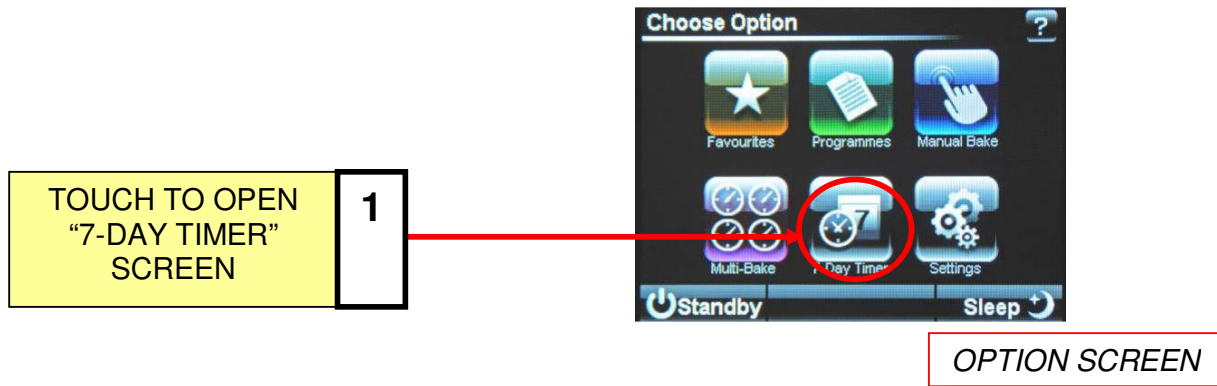 Choose Option
?
Favourites Programmes Manual Bake
TOUCH TO OPEN
“7-DAY TIMER”
SCREEN
1
7
Multi-Bake 7 Day Timer Settings
Standby Sleep
OPTION SCREEN